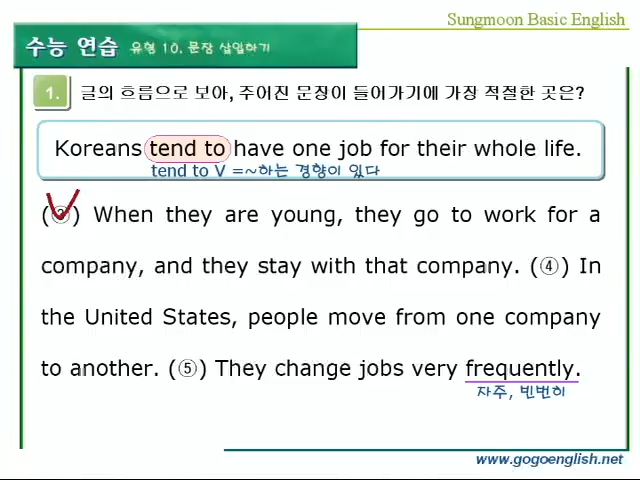 Sungmoon Basic English
수능 연습 유형 10. 문장 삽입하기
1. 글의 흐름으로 보아, 주어진 문장이 들어가기에 가장 적절한 곳은?
Koreans tend to have one job for their whole life.
tend to V =~하는 경향이 있다
(③) When they are young, they go to work for a
company, and they stay with that company. (④) In
the United States, people move from one company
to another. (⑤) They change jobs very frequently.
자주, 빈번히
www.gogoenglish.net